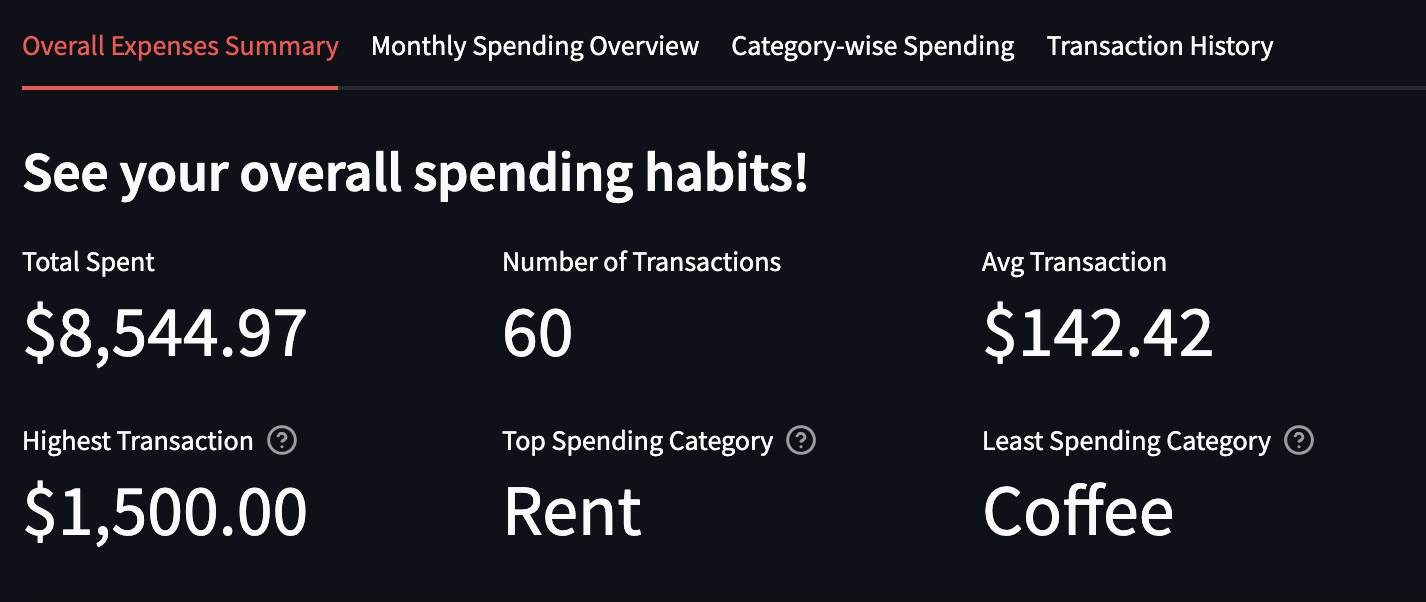 Overall Expenses Summary Monthly Spending Overview Category-wise Spending Transaction History
See your overall spending habits!
Total Spent Number of Transactions Avg Transaction
$8,544.97 60 $142.42
Highest Transaction ? Top Spending Category ? Least Spending Category ?
$1,500.00 Rent Coffee